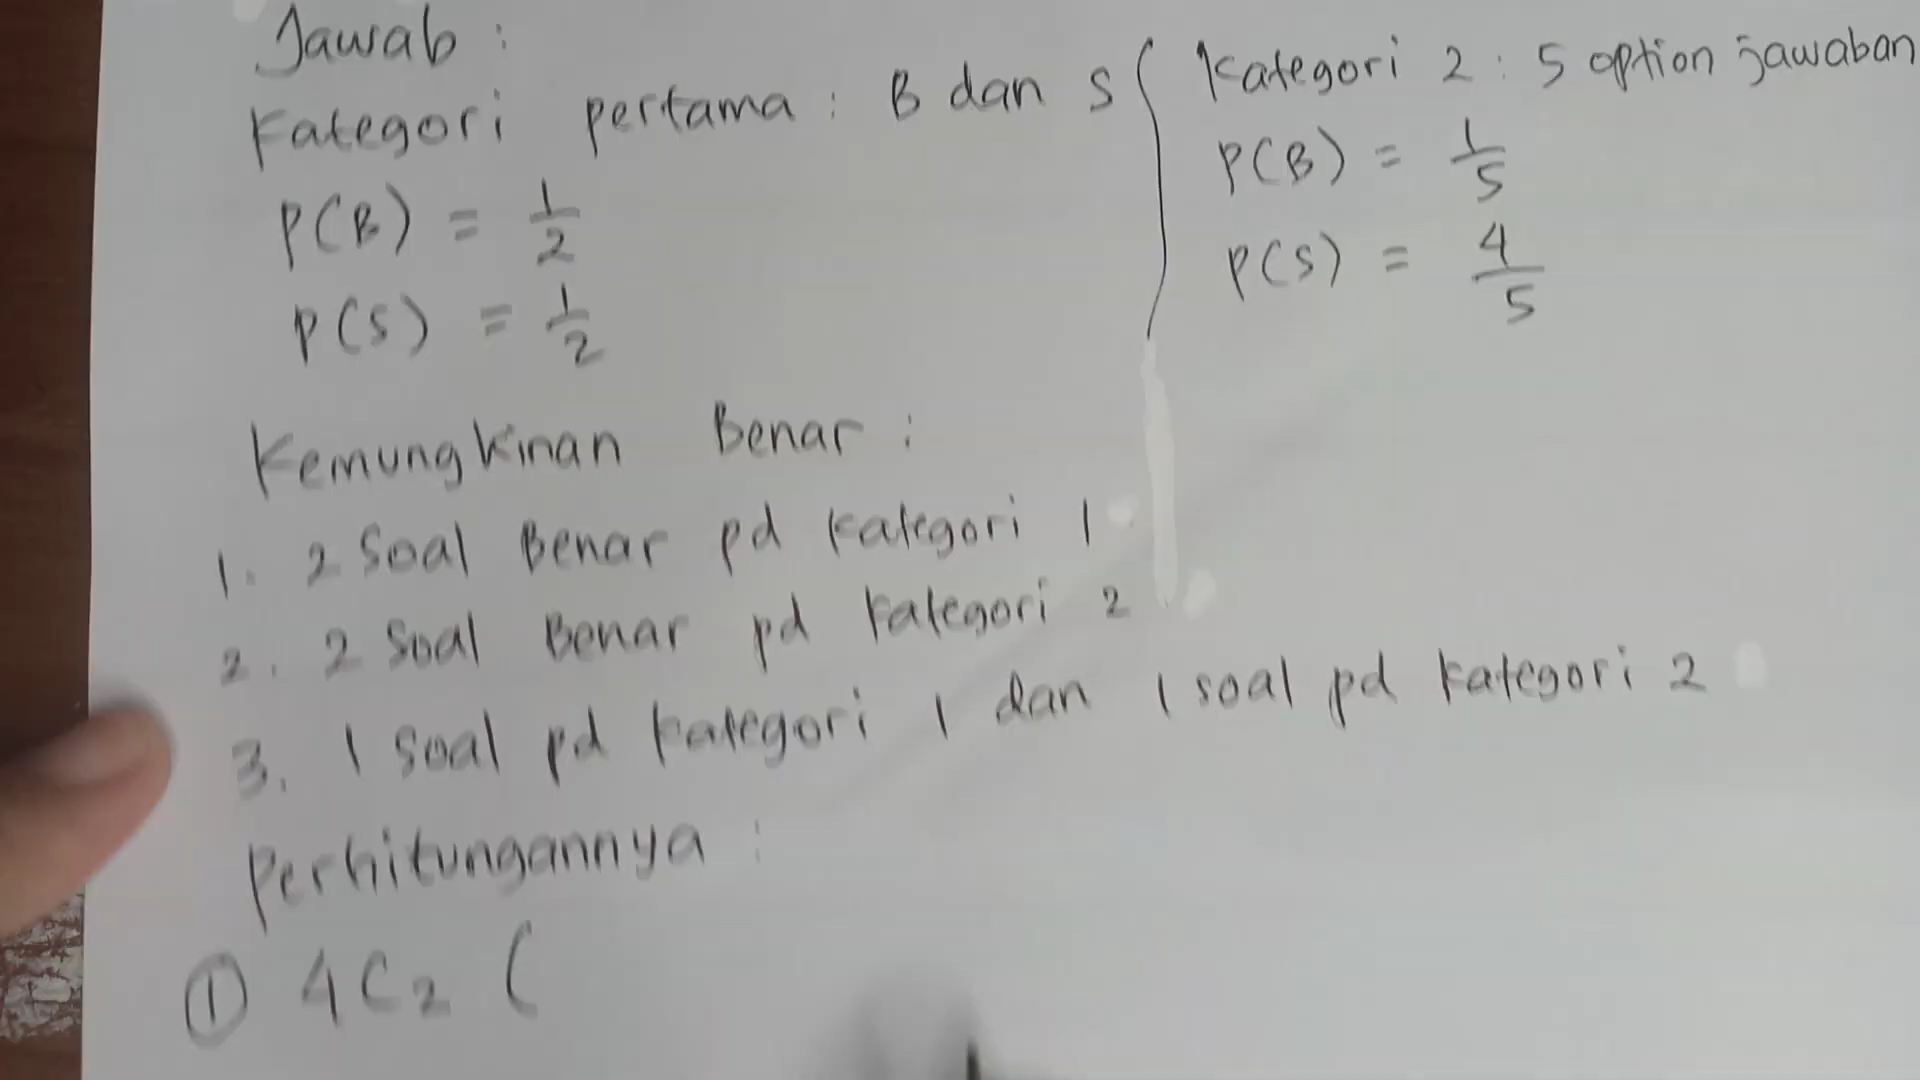 Jawab :
Kategori pertama : B dan S
P(B) = 1/2
P(S) = 1/2
Kategori 2 : 5 option jawaban
P(B) = 1/5
P(S) = 4/5
Kemungkinan Benar :
1. 2 Soal Benar pd kategori 1
2. 2 Soal Benar pd kategori 2
3. 1 Soal pd kategori 1 dan 1 soal pd kategori 2
Perhitungannya :
① 4C₂ (